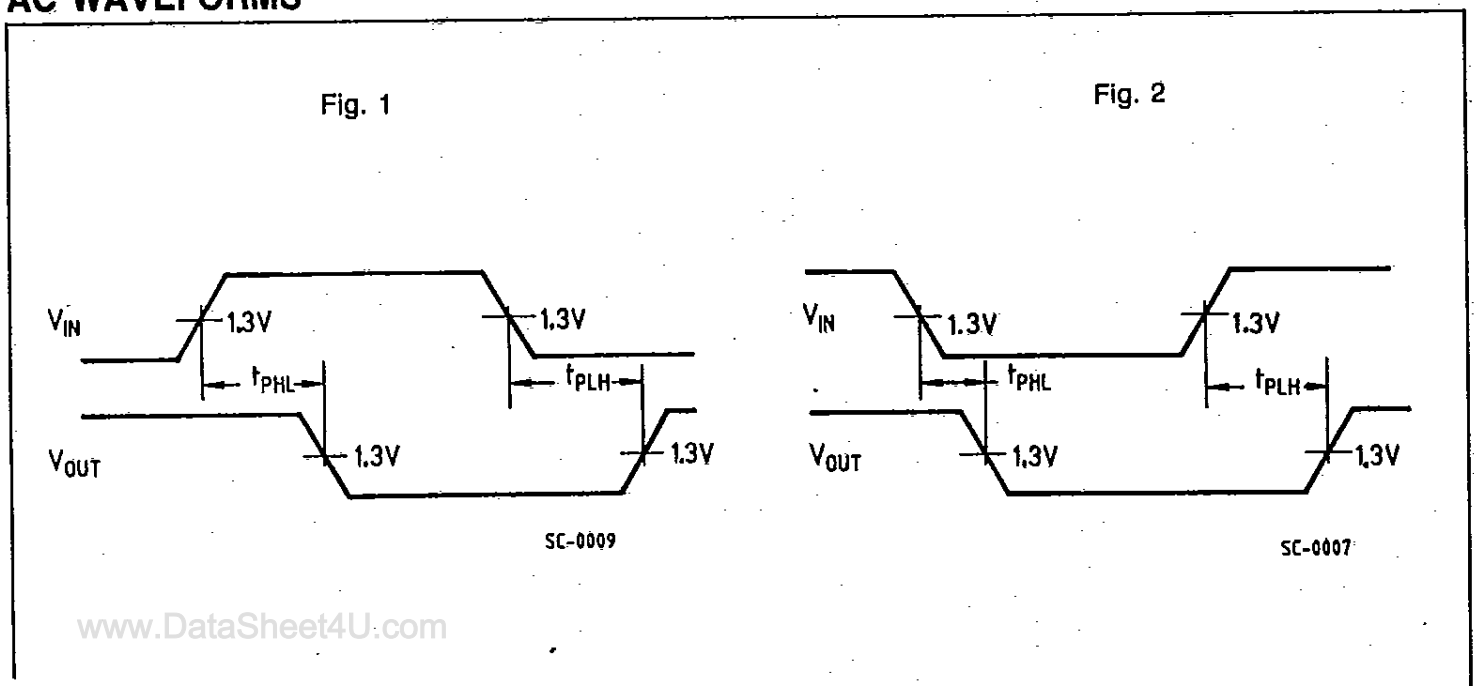 AC WAVEFORMS
Fig. 1
Fig. 2
VIN
1.3V
1.3V
tPHL
tPLH
VOUT
1.3V
1.3V
SC-0009
VIN
1.3V
1.3V
tPHL
tPLH
VOUT
1.3V
1.3V
SC-0007
www.DataSheet4U.com